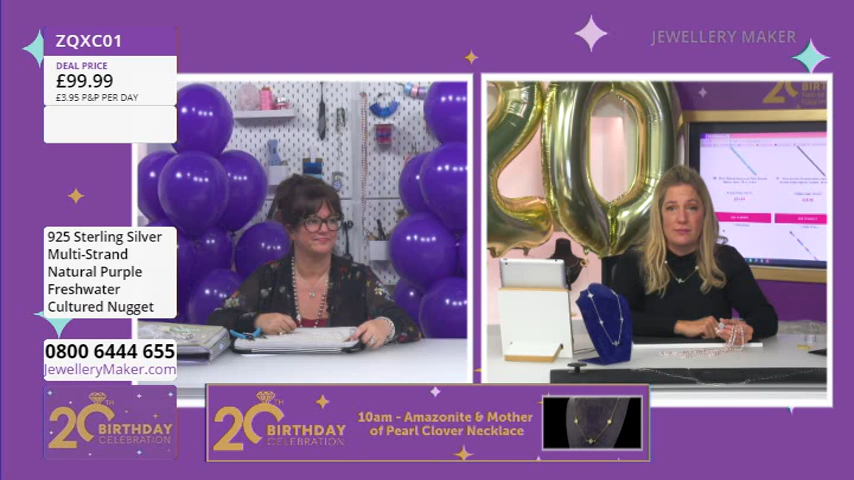 ZQXC01
DEAL PRICE
£99.99
£3.95 P&P PER DAY
925 Sterling Silver
Multi-Strand
Natural Purple
Freshwater
Cultured Nugget
0800 6444 655
JewelleryMaker.com
20TH
BIRTHDAY
CELEBRATION
JEWELLERY MAKER
20
20TH
BIRTHDAY
CELEBRATION
10am - Amazonite & Mother
of Pearl Clover Necklace